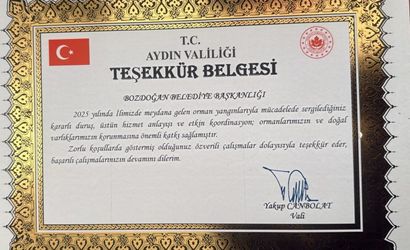 T.C.
AYDIN VALİLİĞİ
TEŞEKKÜR BELGESİ
BOZDOĞAN BELEDİYE BAŞKANLIĞI
2025 yılında İlimizde meydana gelen orman yangınlarıyla mücadelede sergilediğiniz
kararlı duruş, üstün hizmet anlayışı ve etkin koordinasyon; ormanlarımızın ve doğal
varlıklarımızın korunmasına önemli katkı sağlamıştır.
Zorlu koşullarda göstermiş olduğunuz özverili çalışmalar dolayısıyla teşekkür eder,
başarılı çalışmalarınızın devamını dilerim.
Yakup CANBOLAT
Vali